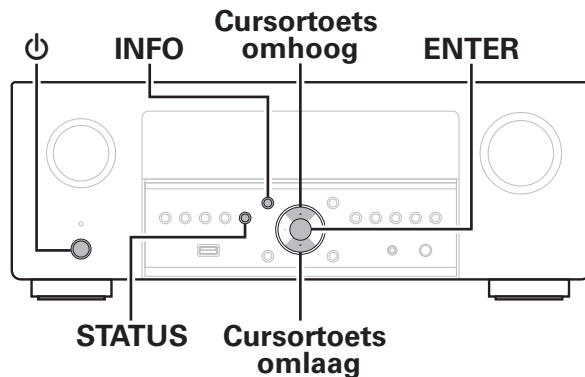 ⏻
INFO
Cursortoets
omhoog
ENTER
STATUS
Cursortoets
omlaag